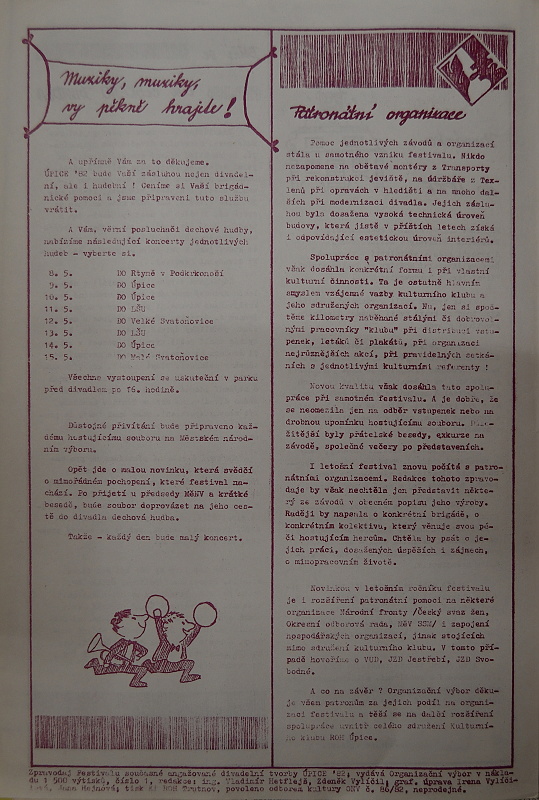 Muziky, muziky,
vy pěkně hrajte!
A upřímně Vám za to děkujeme.
ÚPICE '82 bude Vaší zásluhou nejen divadel-
ní, ale i hudební ! Ceníme si Vaší brigád-
nické pomoci a jsme připraveni tuto službu
vrátit.
A Vám, věrní posluchači dechové hudby,
nabízíme následující koncerty jednotlivých
hudeb - vyberte si.
8. 5. DO Rtyně v Podkrkonoší
9. 5. DO Úpice
10. 5. DO Úpice
11. 5. DO LŠU
12. 5. DO Velké Svatoňovice
13. 5. DO LŠU
14. 5. DO Úpice
15. 5. DO Malé Svatoňovice
Všechna vystoupení se uskuteční v parku
před divadlem po 16. hodině.
Důstojné přivítání bude připraveno kaž-
dému hostujícímu souboru na Městském národ-
ním výboru.
Opět jde o malou novinku, která svědčí
o mimořádném pochopení, které festival na-
chází. Po přijetí u předsedy MěNV a krátké
besedě, bude soubor doprovázet na jeho ces-
tě do divadla dechová hudba.
Takže - každý den bude malý koncert.
Patronátní organizace
Pomoc jednotlivých závodů a organizací
stála u samotného vzniku festivalu. Nikdo
nezapomene na obětavé montéry z Transporty
při rekonstrukci jeviště, na údržbáře z Tex-
lenů při opravách v hledišti a na mnoho dal-
ších při modernizaci divadla. Jejich záslu-
hou byla dosažena vysoká technická úroveň
budovy, která jistě v příštích letech získá
i odpovídající estetickou úroveň interiérů.
Spolupráce s patronátními organizacemi
však dosáhla konkrétní formu i při vlastní
kulturní činnosti. Ta je ostatně hlavním
smyslem vzájemné vazby kulturního klubu a
jeho sdružených organizací. Nu, jen si spoč-
těme kilometry naběhané stálými či dobrovol-
nými pracovníky "klubu" při distribuci vstu-
penek, letáků či plakátů, při organizaci
nejrůznějších akcí, při pravidelných setká-
ních s jednotlivými kulturními referenty !
Novou kvalitu však dosáhla tato spolu-
práce při samotném festivalu. A je dobře, že
se neomezila jen na odběr vstupenek nebo na
drobnou upomínku hostujícímu souboru.
žitější byly přátelské besedy, exkurze na
závodě, společné večery po představeních.
I letošní festival znovu počítá s patro-
nátními organizacemi. Redakce tohoto zpravo-
daje by však nechtěla jen představit někte-
rý ze závodů v obecném popisu jeho výroby.
Raději by napsala o konkrétní brigádě, o
konkrétním kolektivu, který věnuje svou pé-
či hostujícím hercům. Chtěla by psát o je-
jich práci, dosažených úspěších i zájmech,
o mimopracovním životě.
Novinkou v letošním ročníku festivalu
je i rozšíření patronátní pomoci na některé
organizace Národní fronty /Český svaz žen,
Okresní odborová rada, MěV SSM/ i zapojení
hospodářských organizací, jinak stojících
mimo sdružení kulturního klubu. V tomto pří-
padě hovoříme o VUD, JZD Jestřebí, JZD Svo-
bodné.
A co na závěr ? Organizační výbor děku-
je všem patronům za jejich podíl na organi-
zaci festivalu a těší se na další rozšíření
spolupráce uvnitř celého sdružení Kulturní-
ho klubu ROH Úpice.
Zpravodaj Festivalu současné angažované divadelní tvorby ÚPICE '82; vydává Organizační výbor v nákla-
du 1 500 výtisků, číslo 1, redakce: ing. Vladimír Hetflejš, Zdeněk Vylíčil; graf. úprava Irena Vylíči-
lová, Jana Hejnová; tisk ZK ROH Trutnov, povoleno odborem kultury ONV č. 86/82, neprodejné.